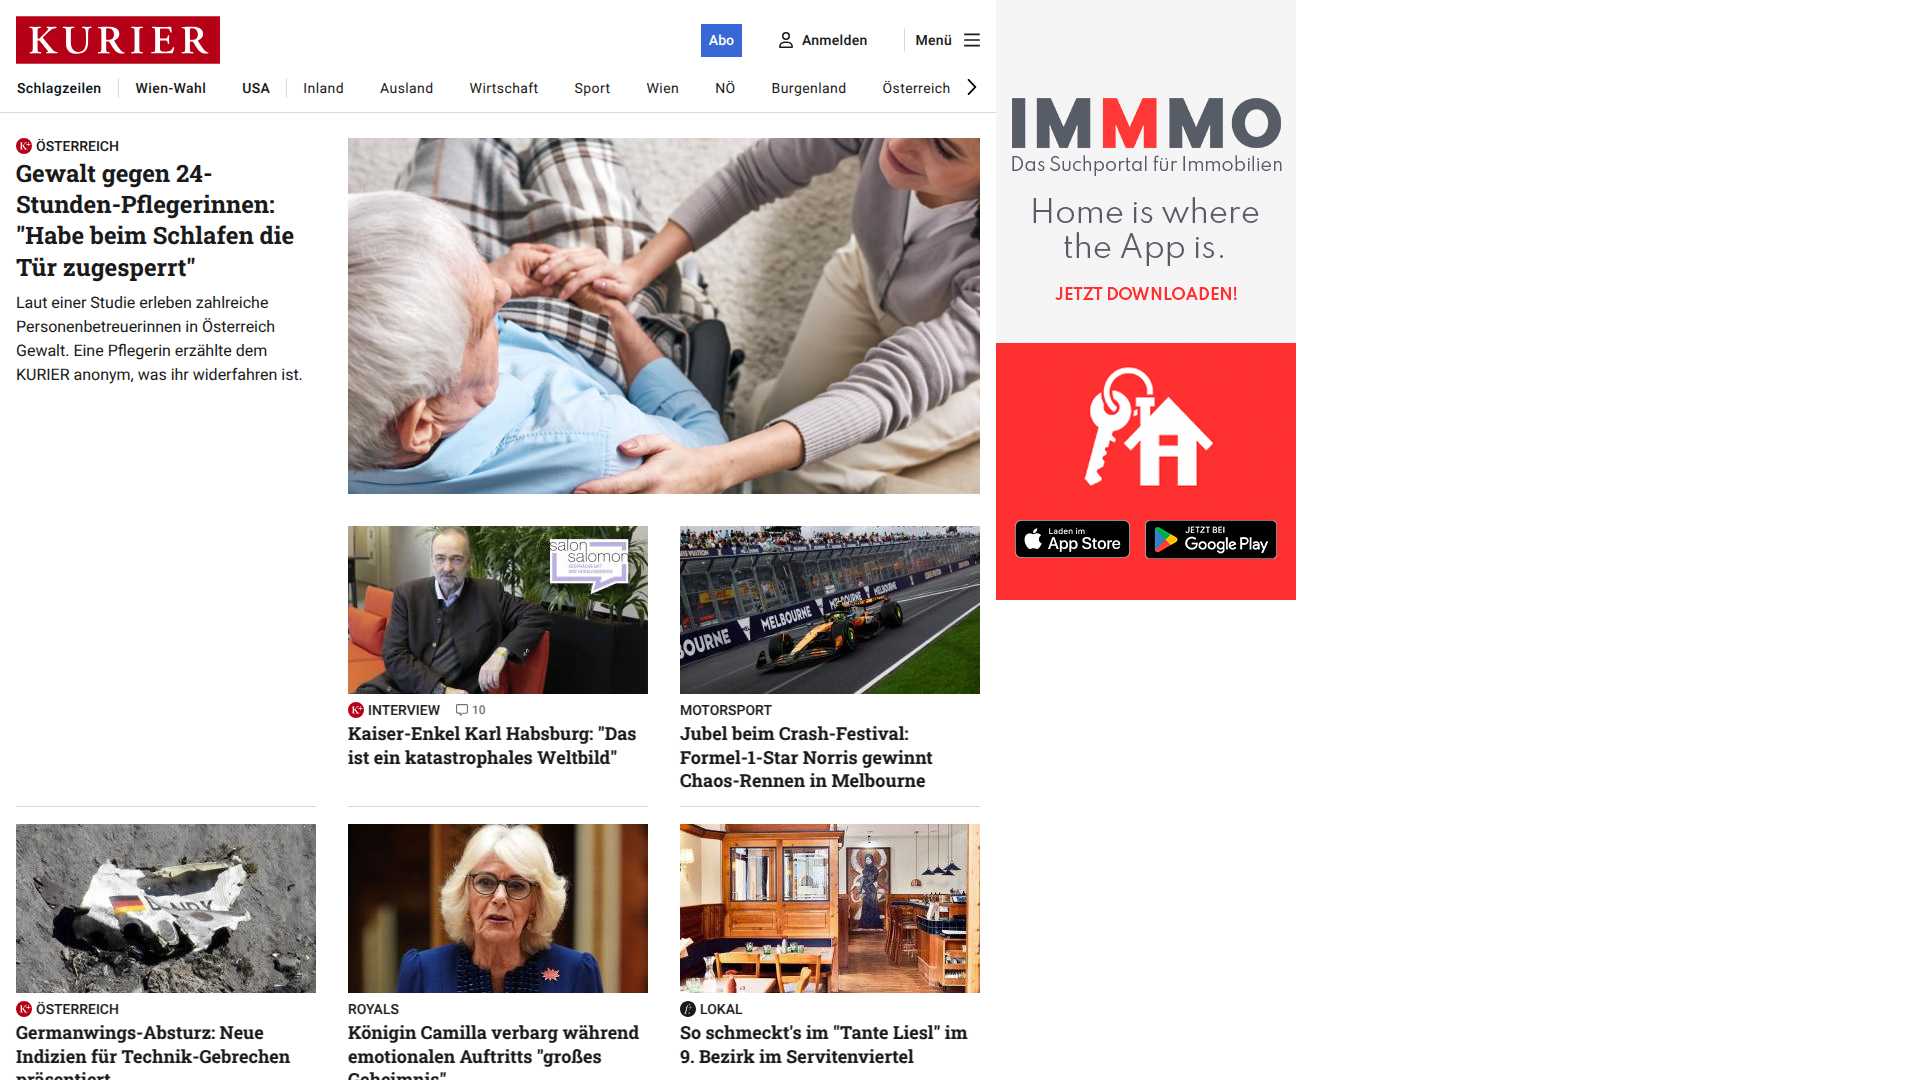 KURIER
Abo
Anmelden
Menü
Schlagzeilen
Wien-Wahl
USA
Inland
Ausland
Wirtschaft
Sport
Wien
NÖ
Burgenland
Österreich
ÖSTERREICH
Gewalt gegen 24-
Stunden-Pflegerinnen:
"Habe beim Schlafen die
Tür zugesperrt"
Laut einer Studie erleben zahlreiche
Personenbetreuerinnen in Österreich
Gewalt. Eine Pflegerin erzählte dem
KURIER anonym, was ihr widerfahren ist.
salon
salomon
INTERVIEW
10
Kaiser-Enkel Karl Habsburg: "Das
ist ein katastrophales Weltbild"
BOURNE
MELBOURNE
MELBOURNE
MOTORSPORT
Jubel beim Crash-Festival:
Formel-1-Star Norris gewinnt
Chaos-Rennen in Melbourne
ÖSTERREICH
Germanwings-Absturz: Neue
Indizien für Technik-Gebrechen
präsentiert
ROYALS
Königin Camilla verbarg während
emotionalen Auftritts "großes
Geheimnis"
LOKAL
So schmeckt's im "Tante Liesl" im
9. Bezirk im Servitenviertel
IMMMO
Das Suchportal für Immobilien
Home is where
the App is.
JETZT DOWNLOADEN!
Laden im
App Store
JETZT BEI
Google Play